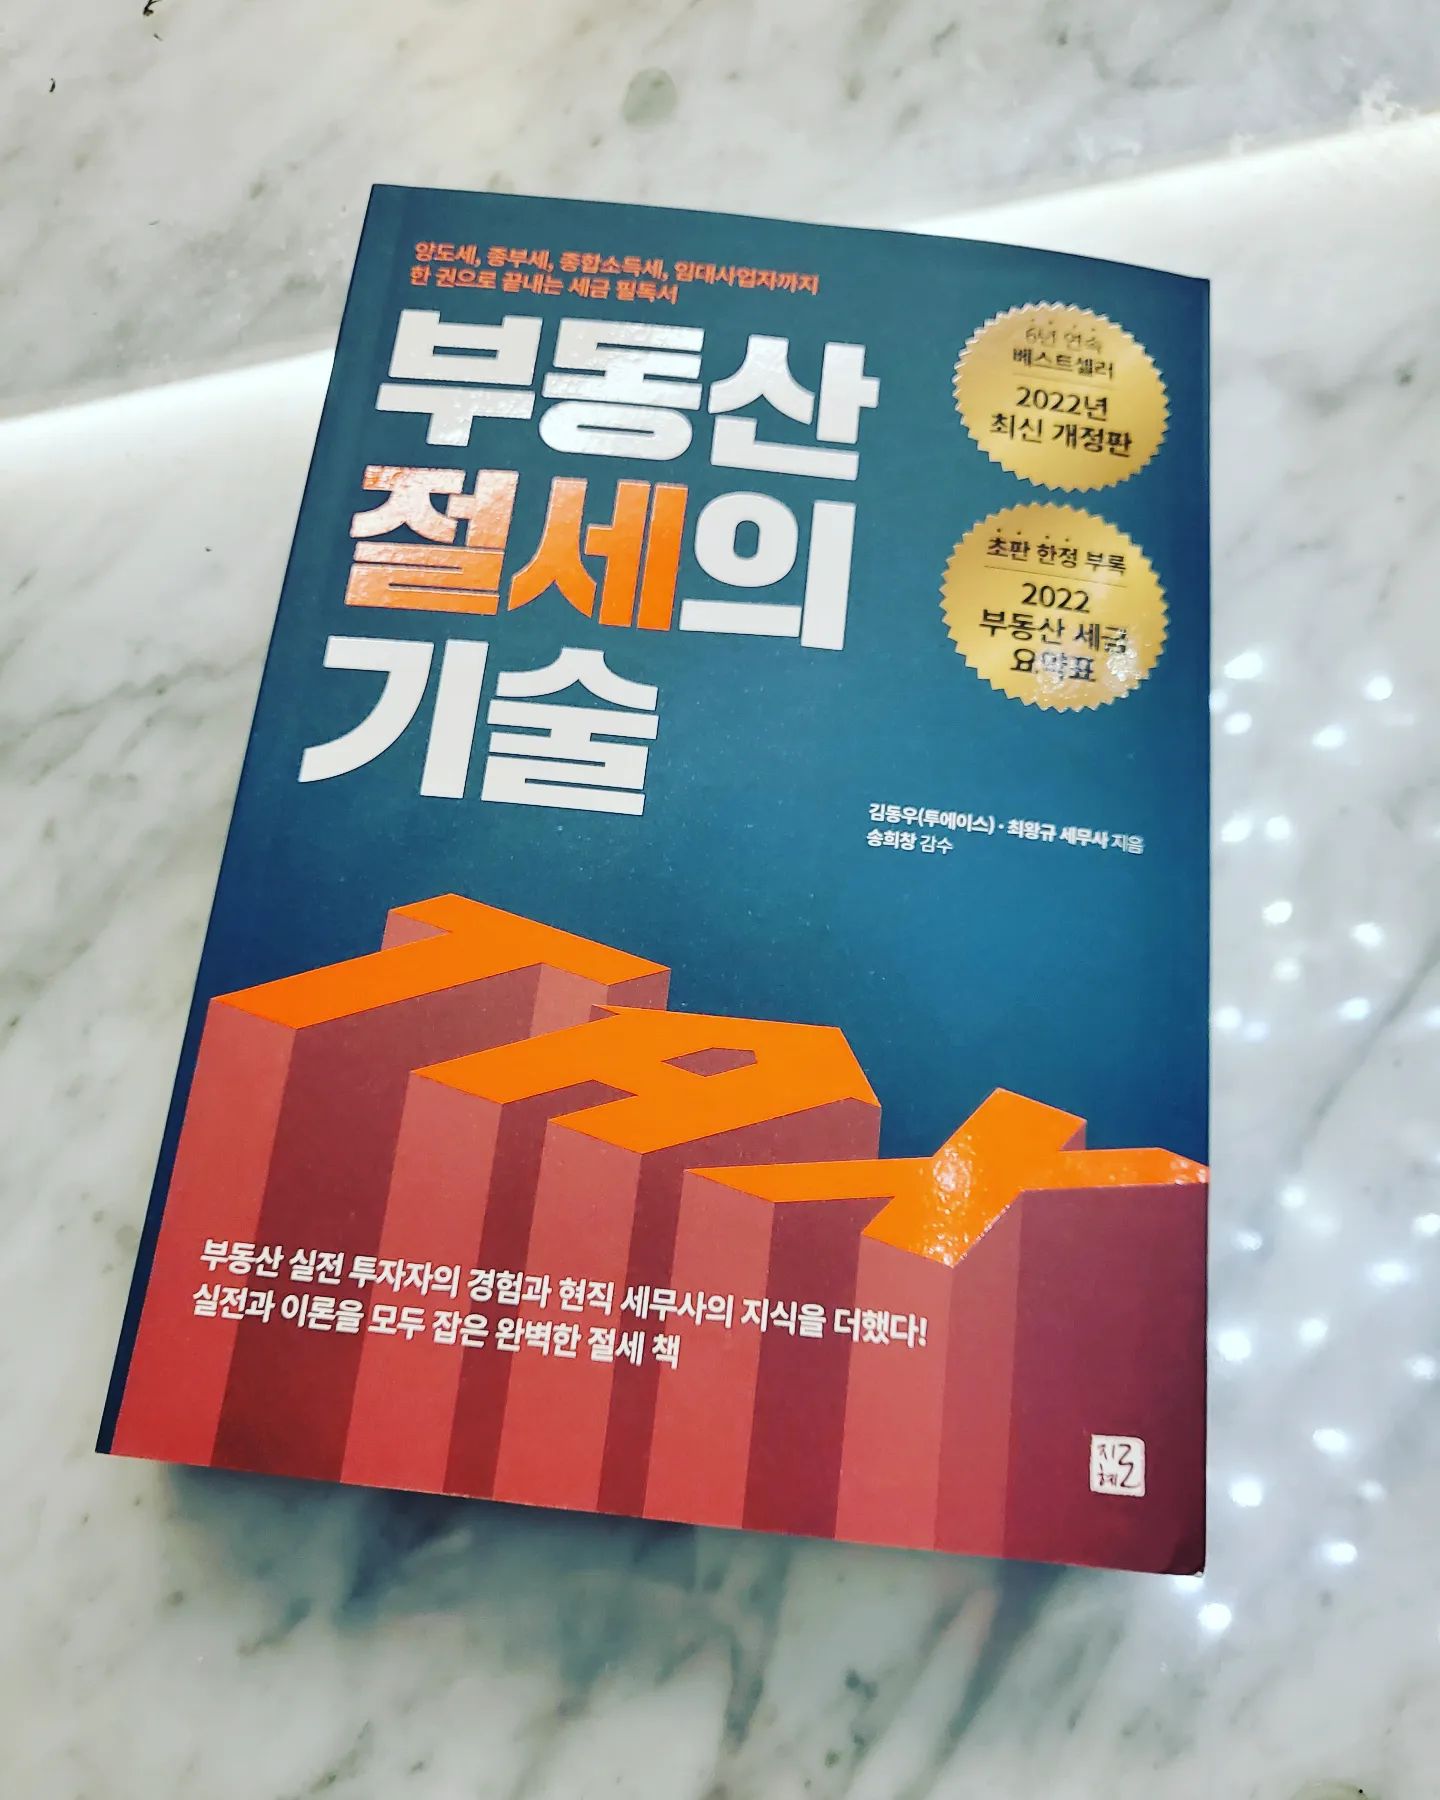 양도세, 종부세, 종합소득세, 임대사업자까지
한 권으로 끝내는 세금 필독서
부동산
절세의
기술
6년 연속
베스트셀러
2022년
최신 개정판
초판 한정 부록
2022
부동산 세금
요약표
김동우(투에이스)·최왕규 세무사 지음
송희창 감수
TAX
부동산 실전 투자자의 경험과 현직 세무사의 지식을 더했다!
실전과 이론을 모두 잡은 완벽한 절세 책
지혜로